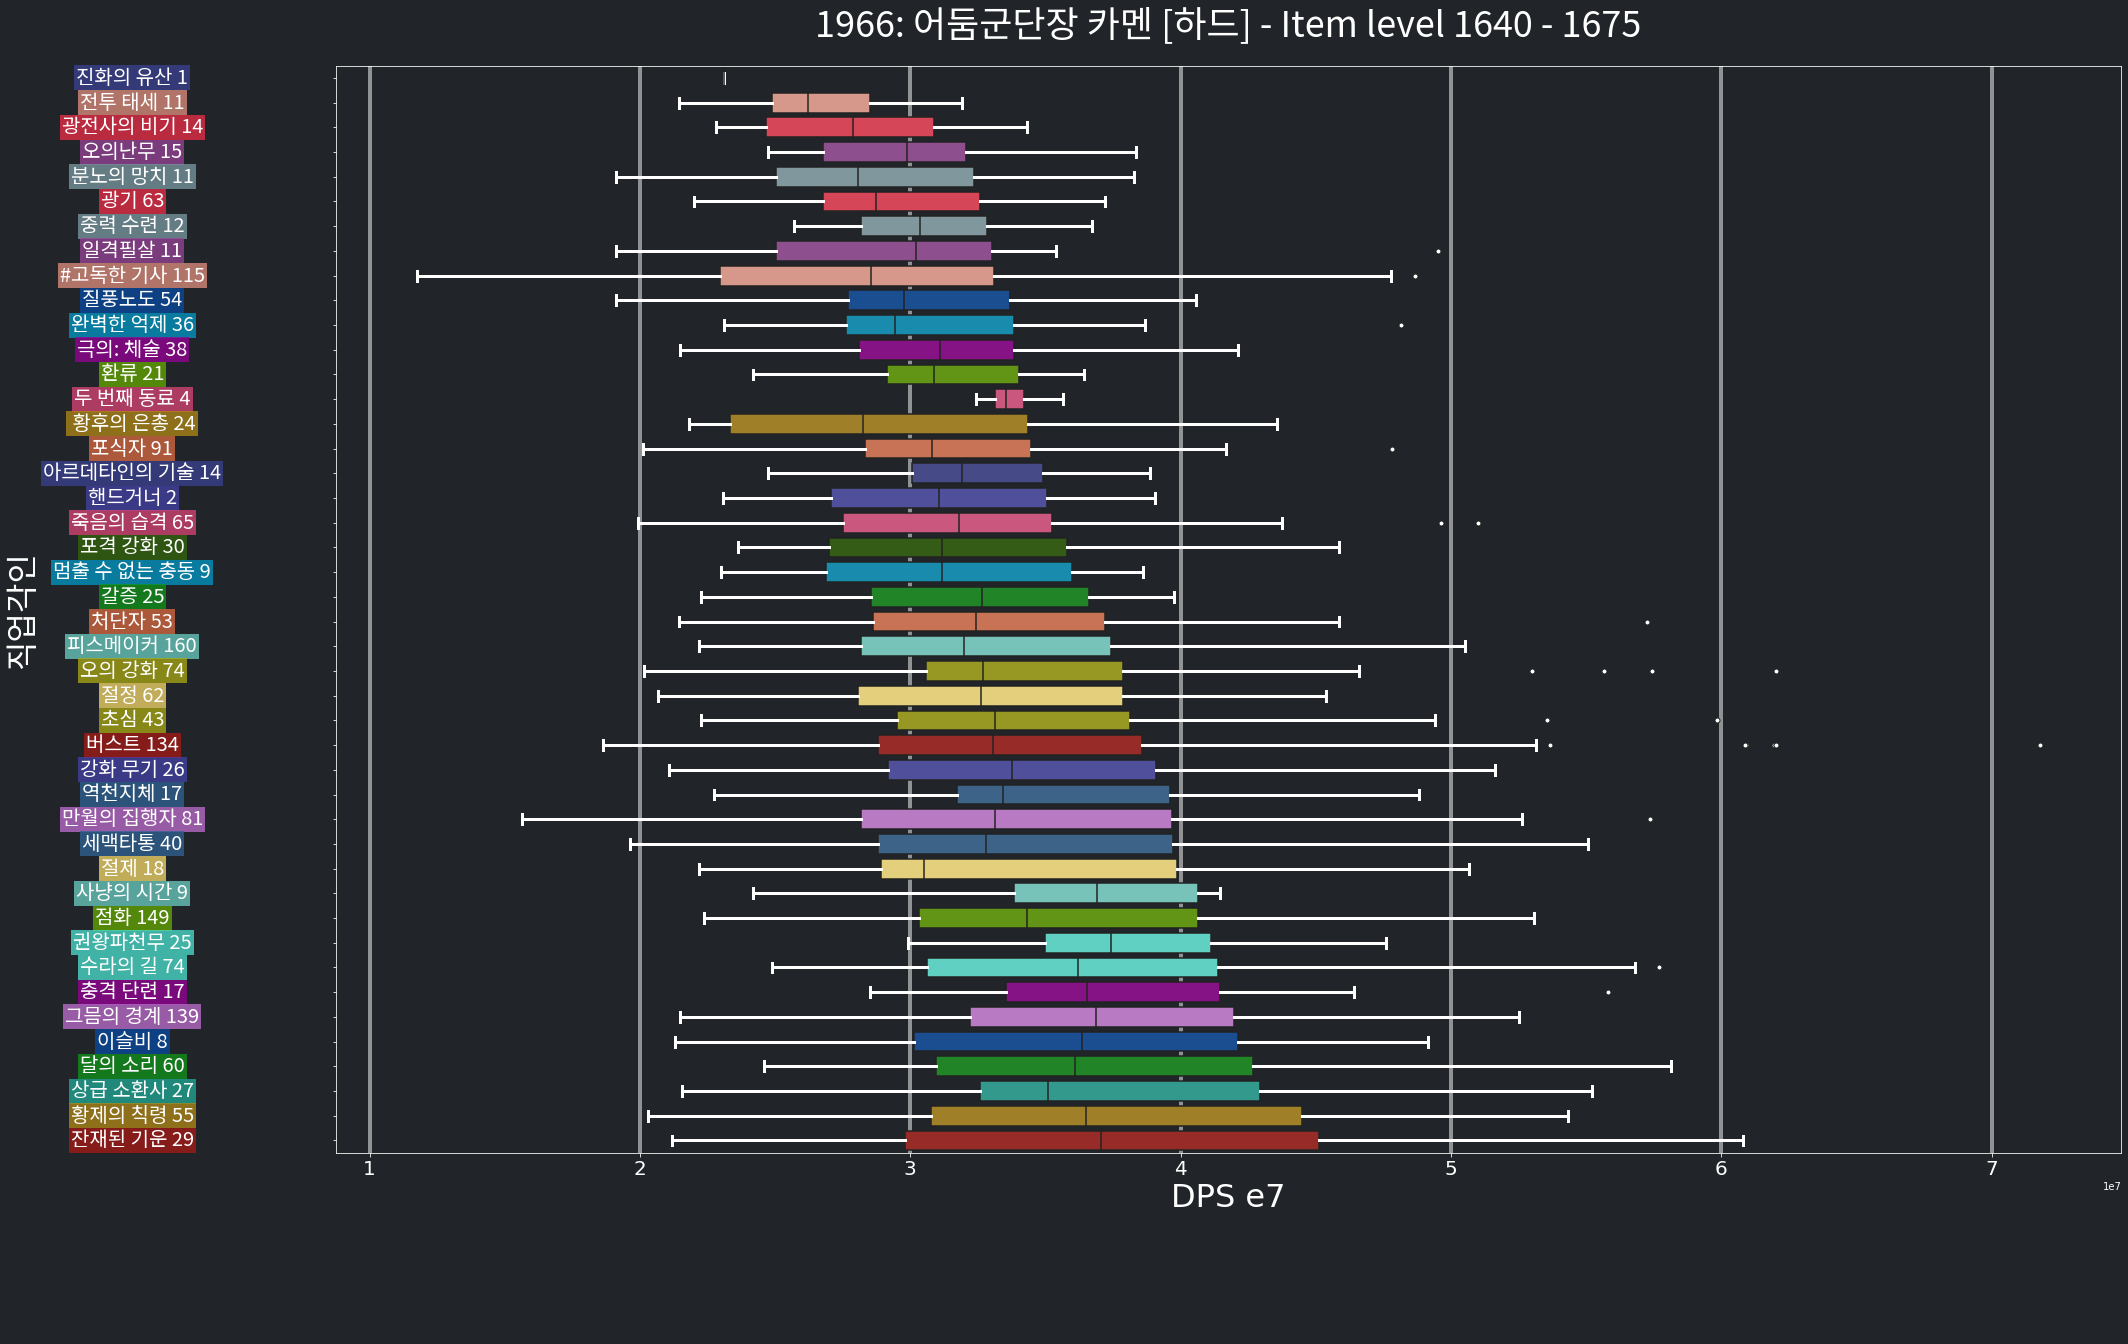 1966: 어둠군단장 카멘 [하드] - Item level 1640 - 1675
진화의 유산 1
전투 태세 11
광전사의 비기 14
오의난무 15
분노의 망치 11
광기 63
중력 수련 12
일격필살 11
#고독한 기사 115
질풍노도 54
완벽한 억제 36
극의: 체술 38
환류 21
두 번째 동료 4
황후의 은총 24
포식자 91
아르데타인의 기술 14
핸드거너 2
죽음의 습격 65
포격 강화 30
멈출 수 없는 충동 9
갈증 25
처단자 53
피스메이커 160
오의 강화 74
절정 62
초심 43
버스트 134
강화 무기 26
역천지체 17
만월의 집행자 81
세맥타통 40
절제 18
사냥의 시간 9
점화 149
권왕파천무 25
수라의 길 74
충격 단련 17
그믐의 경계 139
이슬비 8
달의 소리 60
상급 소환사 27
황제의 칙령 55
잔재된 기운 29
직업각인
1 2 3 4 5 6 7
DPS e7
1e7